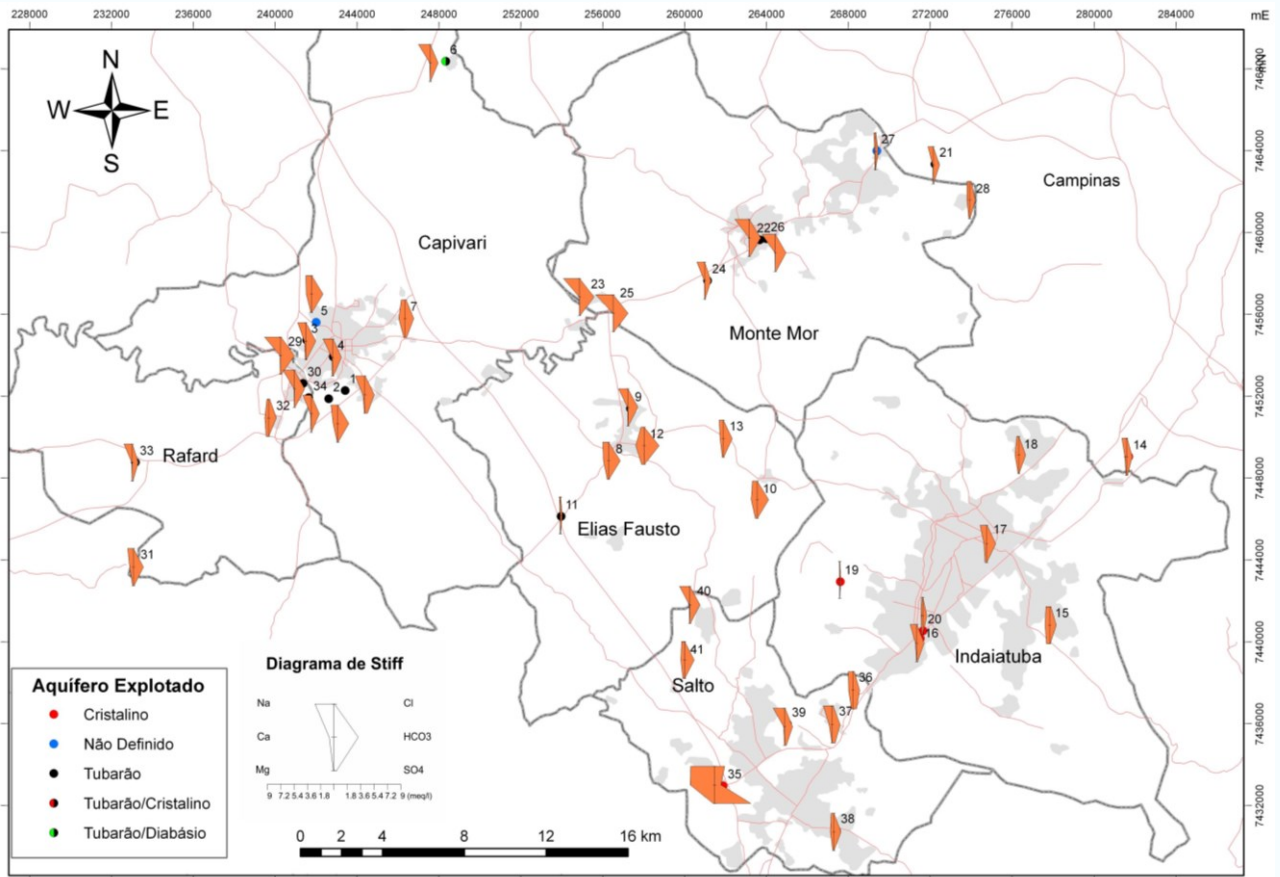 228000 232000 236000 240000 244000 248000 252000 256000 260000 264000 268000 272000 276000 280000 284000 mE
N
W E
S
6
7468000
27
21
7464000
Campinas
28
Capivari
22 26
7460000
24
23
25
7
5
Monte Mor
7456000
3
29
4
30
1
2
34
32
9
7452000
13
12
8
18
14
33
Rafard
10
7448000
11
Elias Fausto
17
31
19
7444000
40
20
16
15
7440000
Indaiatuba
41
Salto
36
39
37
7436000
35
38
7432000
Diagrama de Stiff
Na Cl
Ca HCO3
Mg SO4
9 7.2 5.4 3.6 1.8 1.8 3.6 5.4 7.2 9 (meq/l)
0 2 4 8 12 16 km
Aquífero Explotado
Cristalino
Não Definido
Tubarão
Tubarão/Cristalino
Tubarão/Diabásio